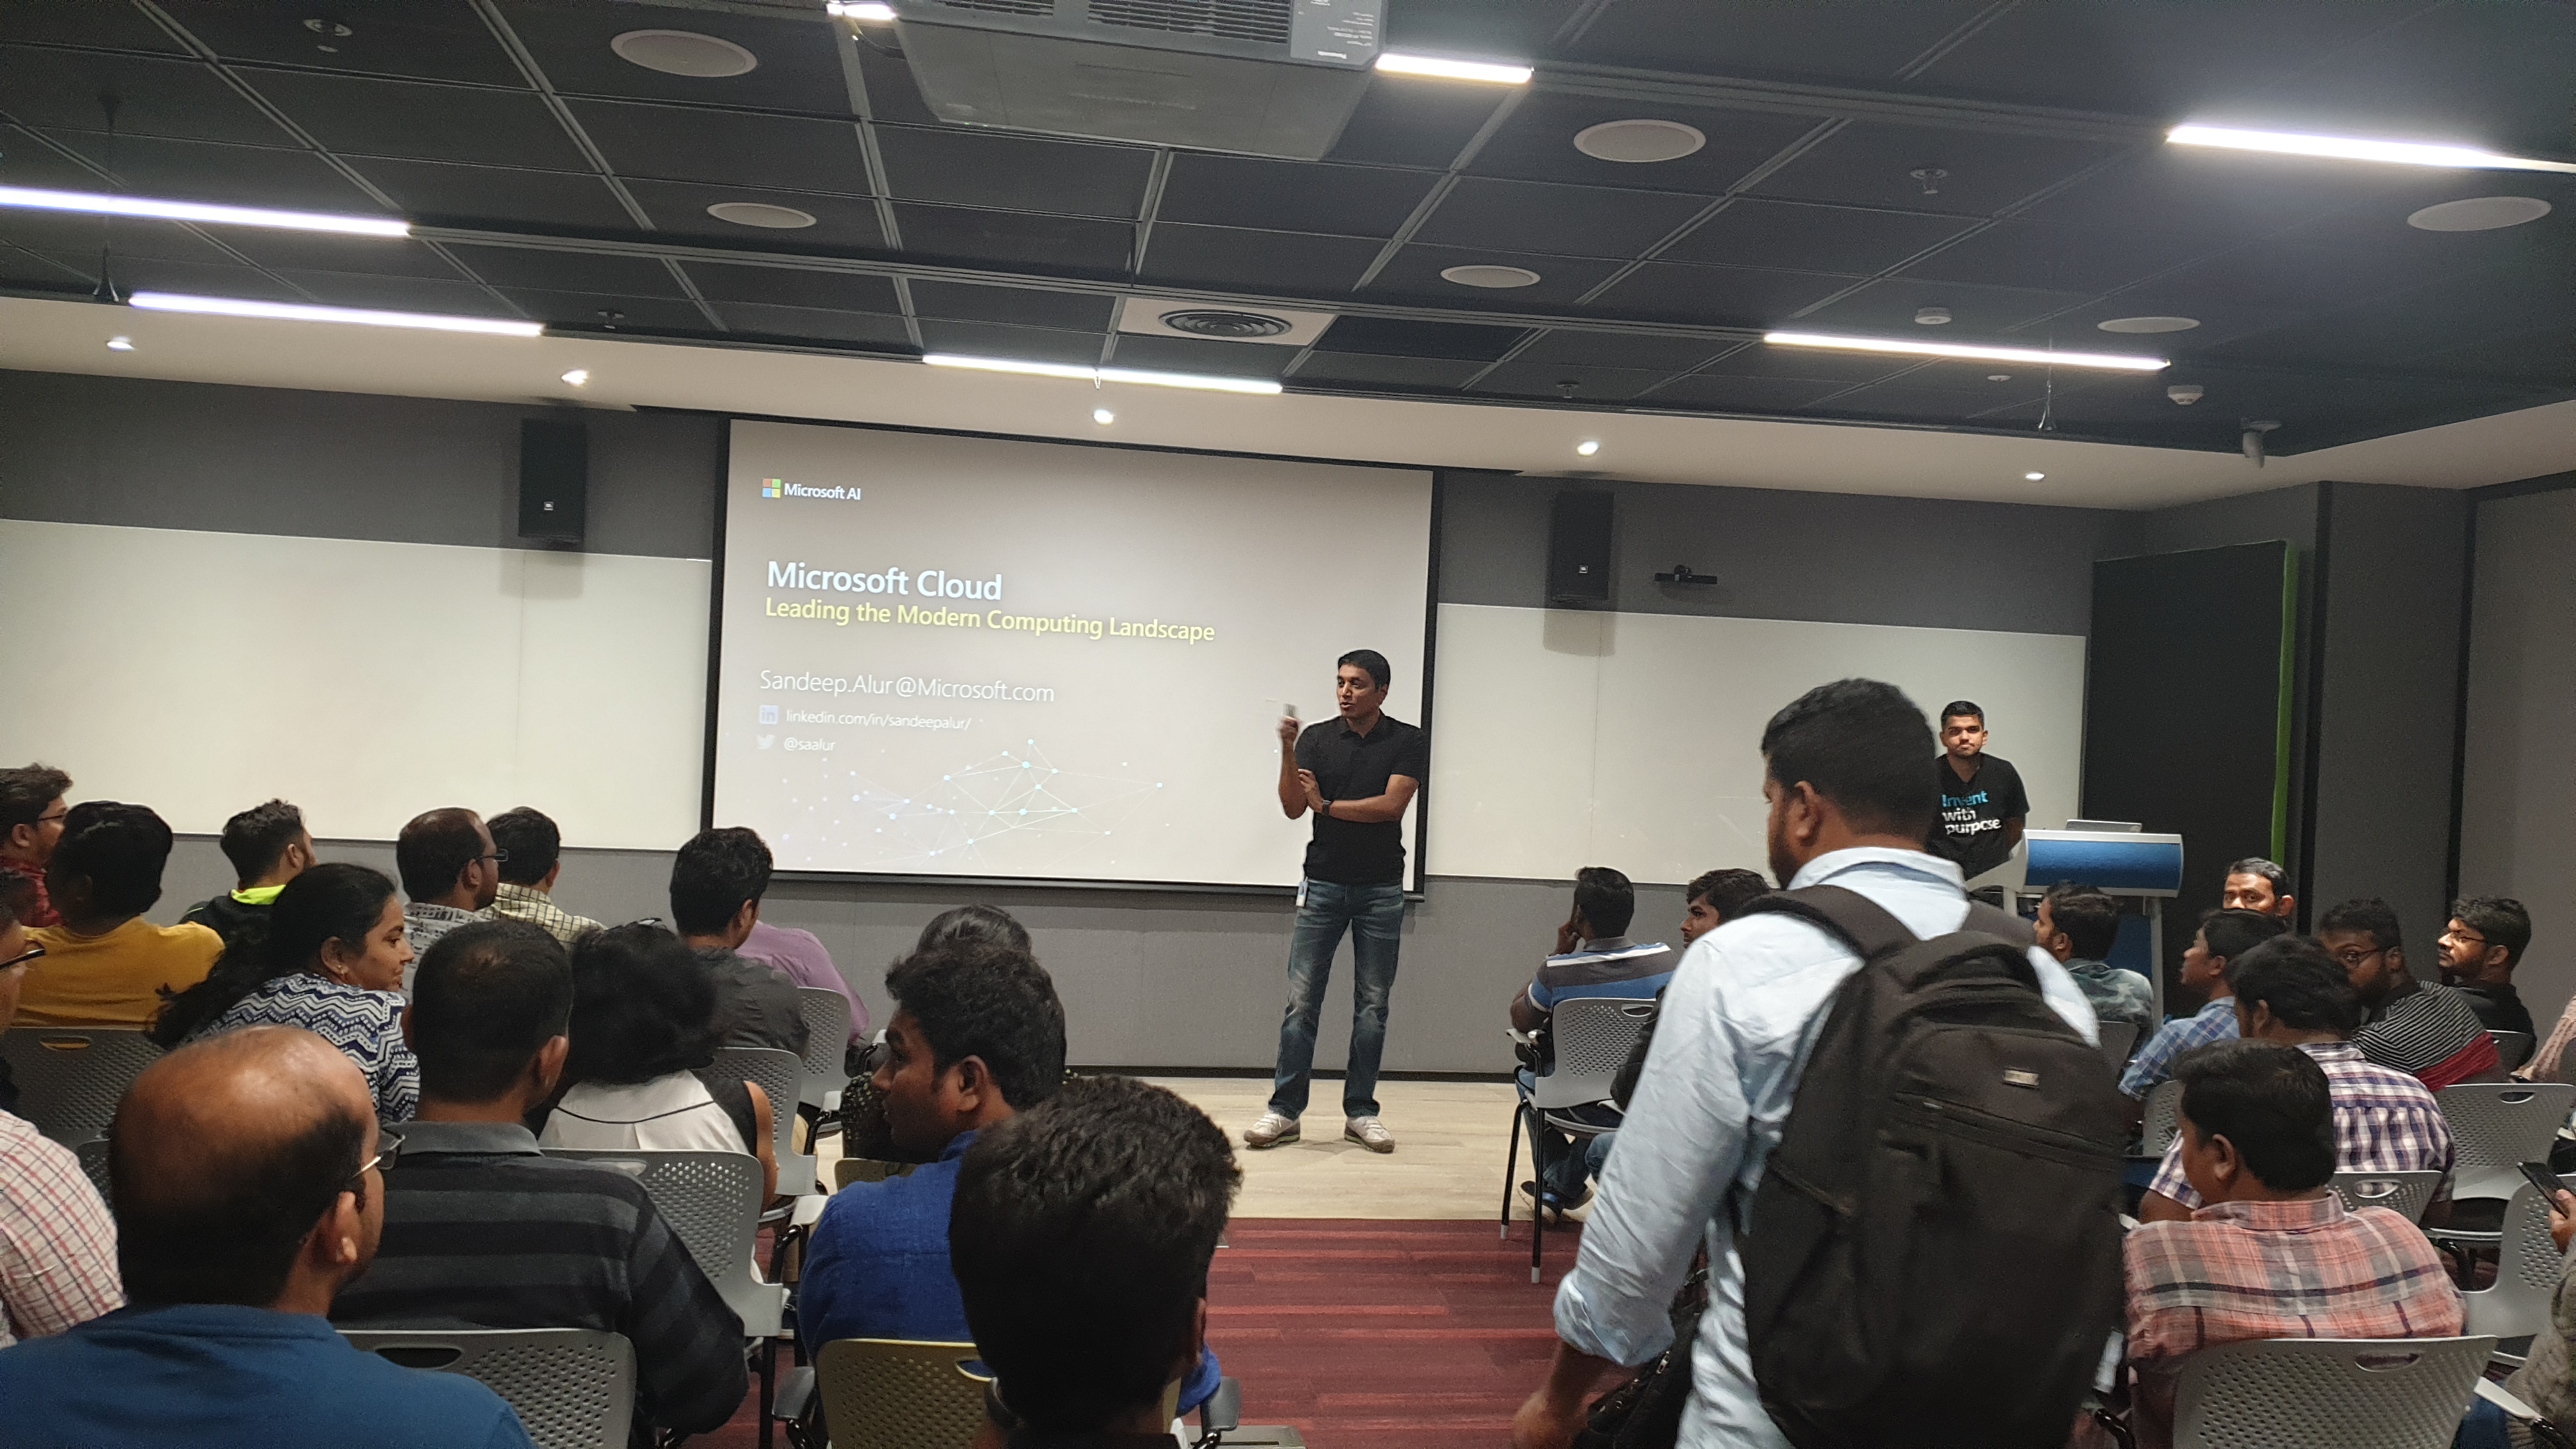 Microsoft AI
Microsoft Cloud
Leading the Modern Computing Landscape
Sandeep.Alur@Microsoft.com
in linkedin.com/in/sandeepalur/
@saalur
Invent
with
purpose